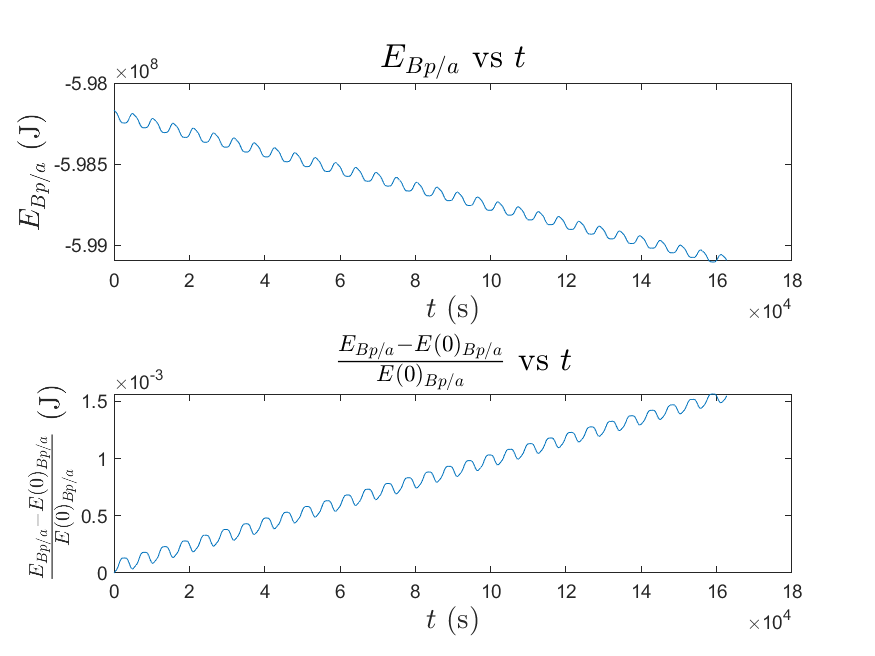 E_{Bp/a} vs t
×10^8
-5.98
-5.985
-5.99
E_{Bp/a} (J)
0 2 4 6 8 10 12 14 16 18
t (s)
×10^4
\frac{E_{Bp/a}-E(0)_{Bp/a}}{E(0)_{Bp/a}} vs t
×10^{-3}
1.5
1
0.5
0
\frac{E_{Bp/a}-E(0)_{Bp/a}}{E(0)_{Bp/a}} (J)
0 2 4 6 8 10 12 14 16 18
t (s)
×10^4